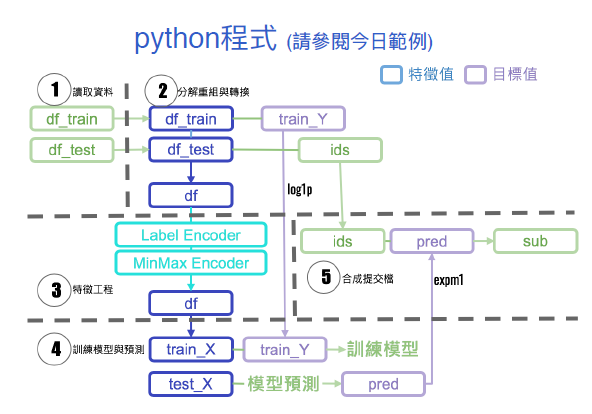 python程式 (請參閱今日範例)
特徵值 目標值
1 讀取資料 2 分解重組與轉換
df_train df_train train_Y
df_test df_test ids
log1p
df
Label Encoder
ids pred sub
MinMax Encoder
5 合成提交檔 expm1
3 特徵工程
df
4 訓練模型與預測 train_X train_Y 訓練模型
test_X 模型預測 pred